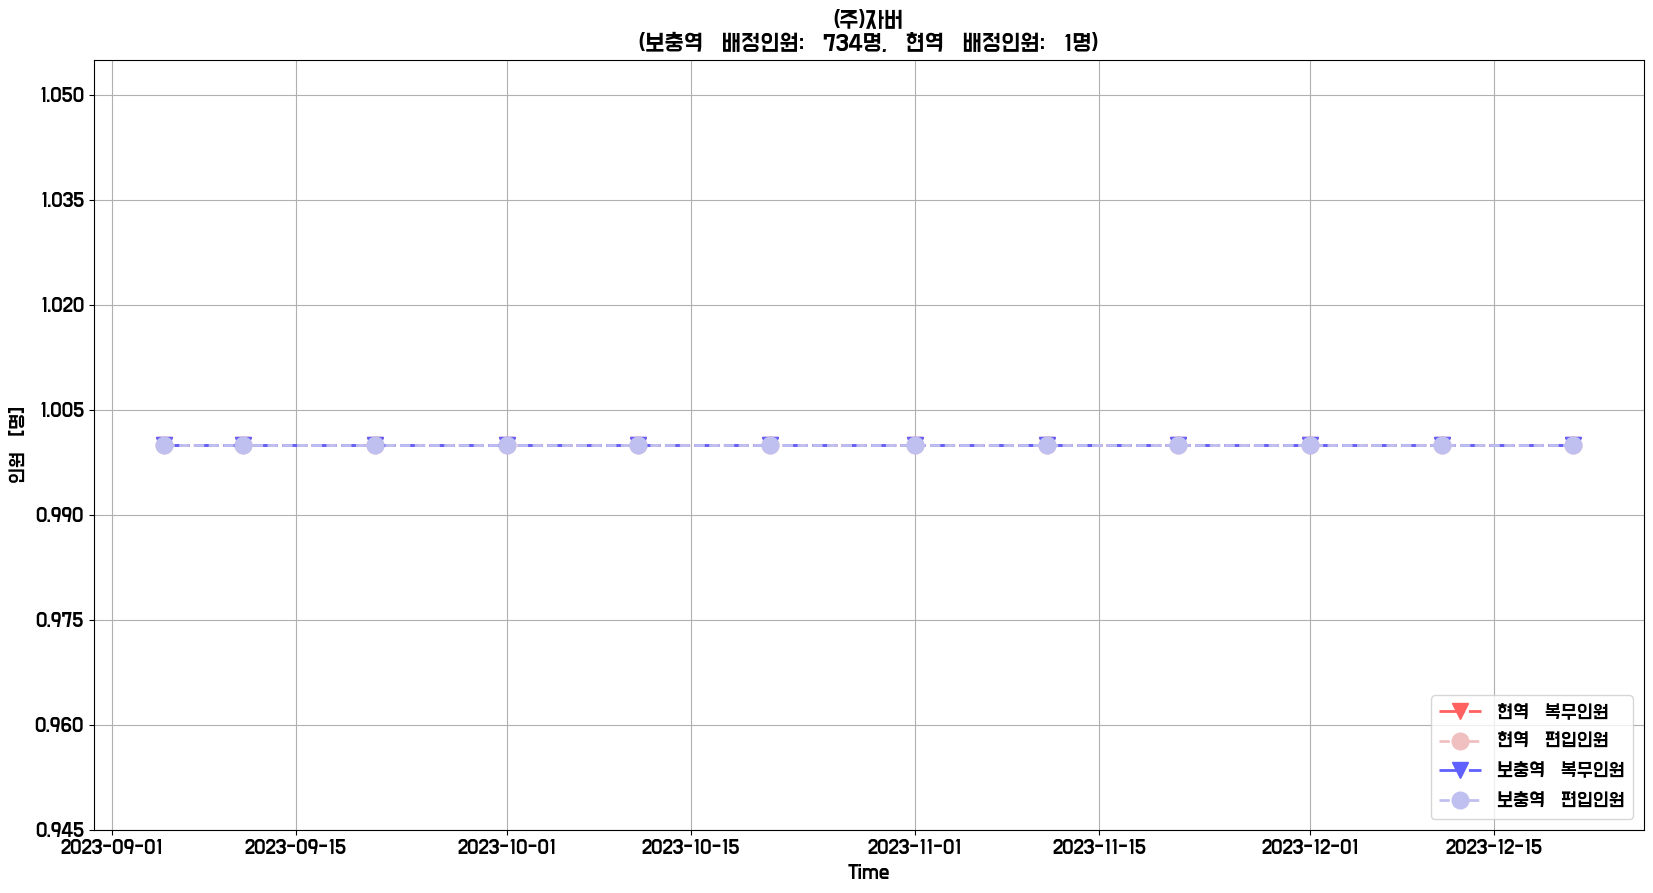 (주)자버
(보충역 배정인원: 734명, 현역 배정인원: 1명)
1.050
1.035
1.020
1.005
0.990
0.975
0.960
0.945
인원 [명]
현역 복무인원
현역 편입인원
보충역 복무인원
보충역 편입인원
2023-09-01 2023-09-15 2023-10-01 2023-10-15 2023-11-01 2023-11-15 2023-12-01 2023-12-15
Time